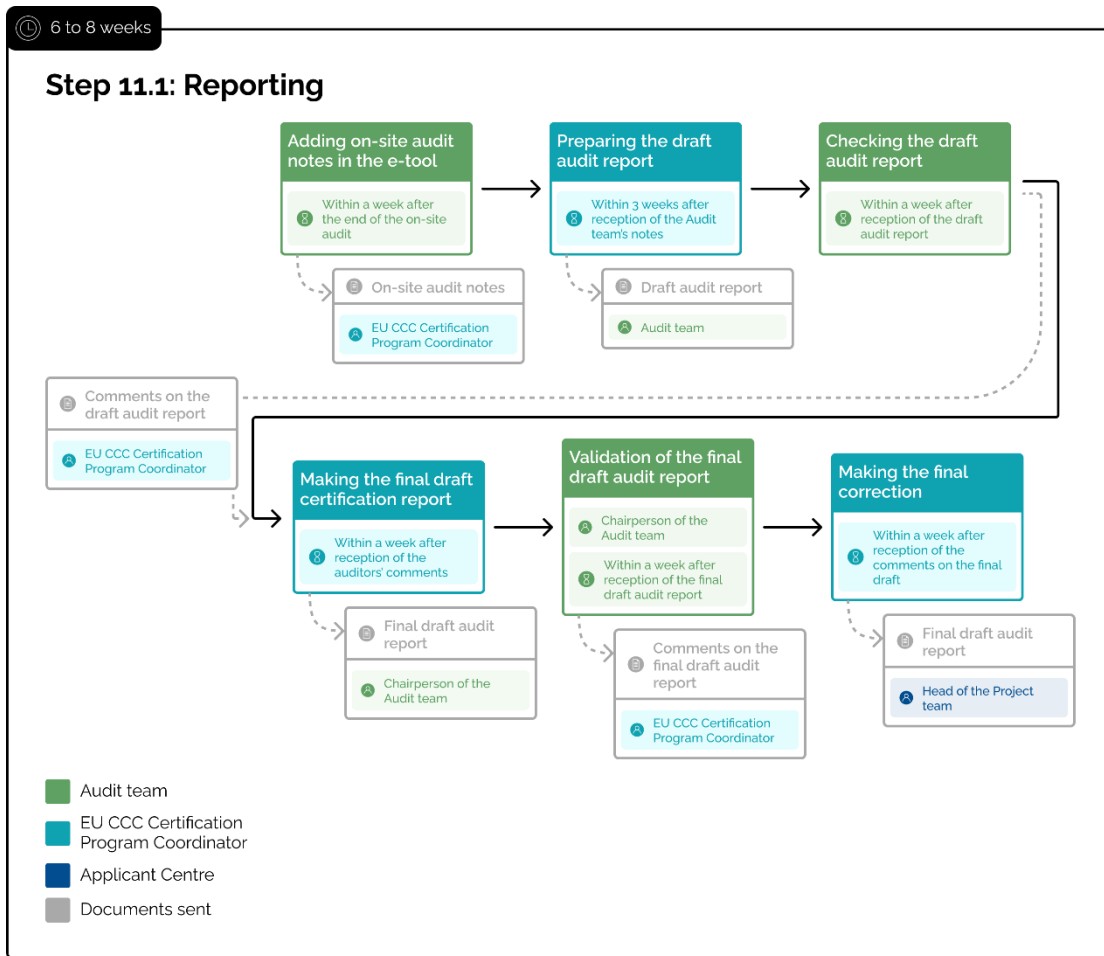 6 to 8 weeks
Step 11.1: Reporting
Adding on-site audit
notes in the e-tool
Within a week after
the end of the on-site
audit
On-site audit notes
EU CCC Certification
Program Coordinator
Preparing the draft
audit report
Within 3 weeks after
reception of the Audit
team's notes
Draft audit report
Audit team
Checking the draft
audit report
Within a week after
reception of the draft
audit report
Comments on the
draft audit report
EU CCC Certification
Program Coordinator
Making the final draft
certification report
Within a week after
reception of the
auditors' comments
Final draft audit
report
Chairperson of the
Audit team
Validation of the final
draft audit report
Chairperson of the
Audit team
Within a week after
reception of the final
draft audit report
Comments on the
final draft audit
report
EU CCC Certification
Program Coordinator
Making the final
correction
Within a week after
reception of the
comments on the final
draft
Final draft audit
report
Head of the Project
team
Audit team
EU CCC Certification
Program Coordinator
Applicant Centre
Documents sent